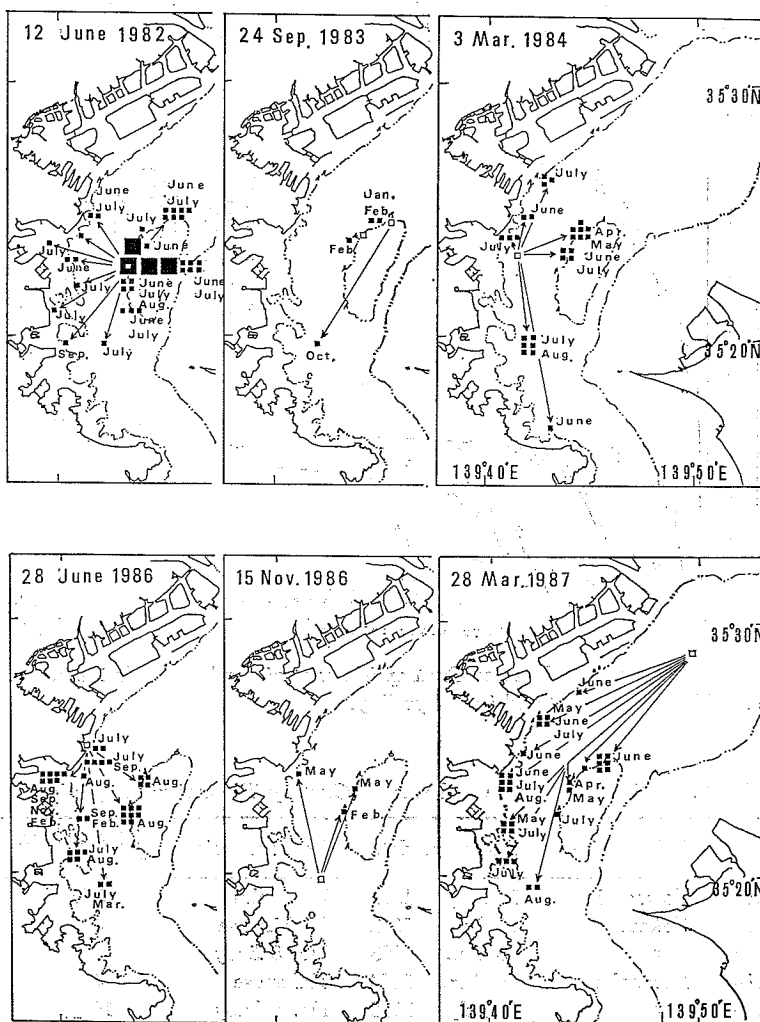 12 June 1982
June
July
July
June
July
June
July
June
July
July
Sep.
July
June
July
Aug.
June
July
June
July
24 Sep. 1983
Jan.
Feb.
Feb.
Oct.
3 Mar. 1984
35°30'N
July
June
July
Apr.
May
June
July
July
Aug.
June
35°20'N
139°40'E
139°50'E
28 June 1986
July
July
Sep.
Aug.
Sep.
Nov.
Feb.
Aug.
Aug.
Sep.
Feb.
Aug.
July
Aug.
July
Mar.
15 Nov. 1986
May
May
Feb.
28 Mar. 1987
35°30'N
June
May
June
July
June
June
June
July
Aug.
Apr.
May
May
July
July
July
Aug.
35°20'N
139°40'E
139°50'E